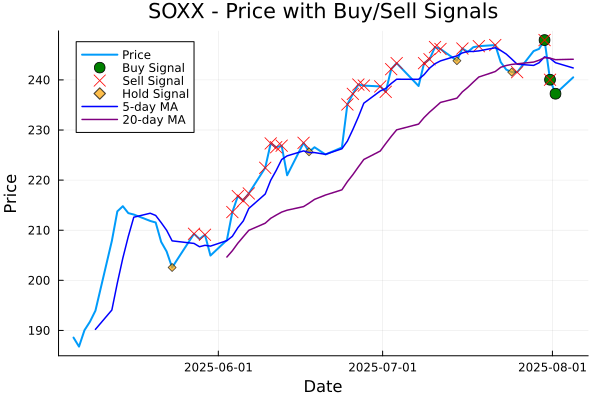 SOXX - Price with Buy/Sell Signals
Price
Buy Signal
Sell Signal
Hold Signal
5-day MA
20-day MA
240
230
220
210
200
190
Price
2025-06-01
2025-07-01
2025-08-01
Date